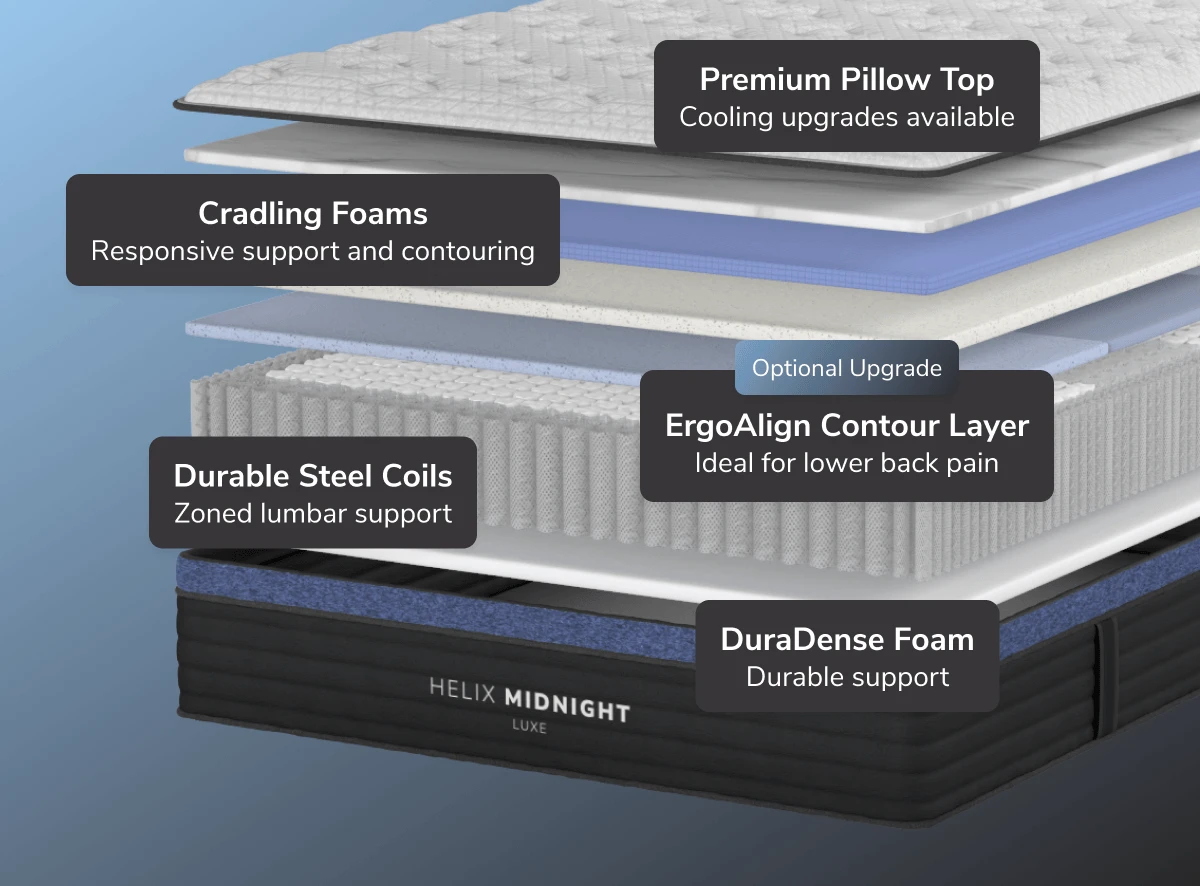 Premium Pillow Top
Cooling upgrades available
Cradling Foams
Responsive support and contouring
Optional Upgrade
ErgoAlign Contour Layer
Ideal for lower back pain
Durable Steel Coils
Zoned lumbar support
DuraDense Foam
Durable support
HELIX MIDNIGHT
LUXE